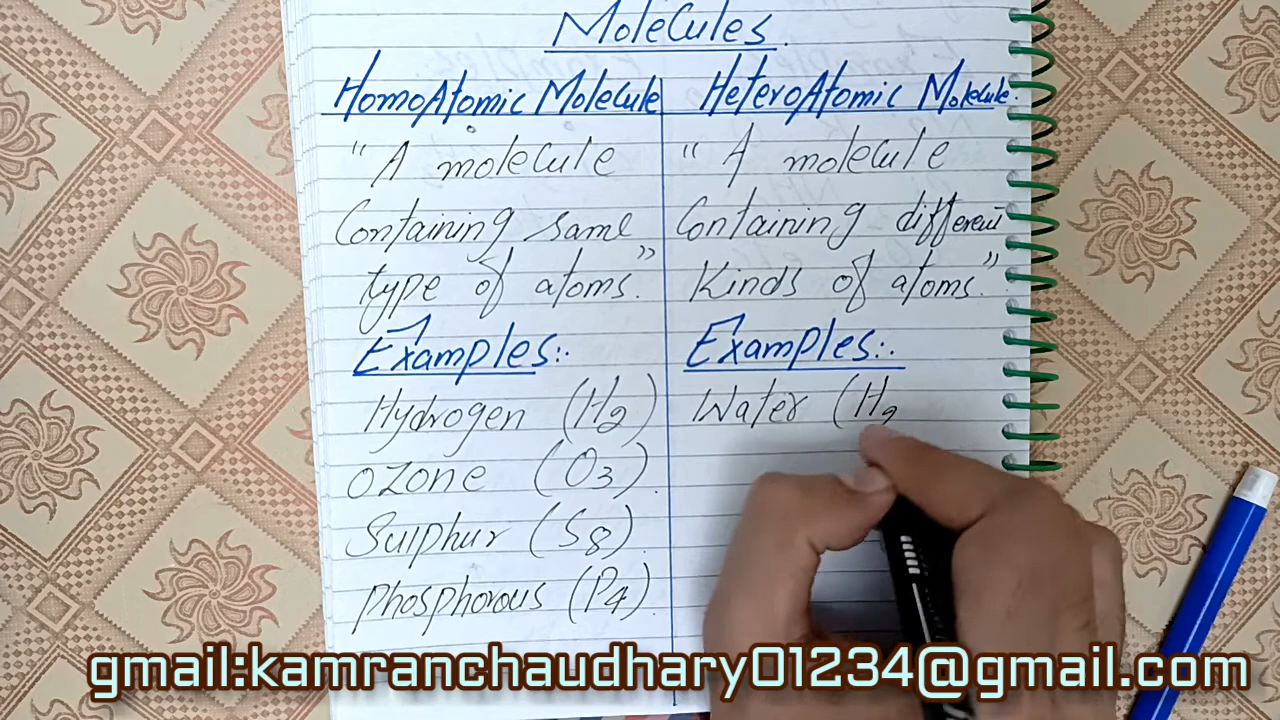 Molecules.
HomoAtomic Molecule
HeteroAtomic Molecule.
" A molecule
Containing same
type of atoms."
Examples:.
Hydrogen (H2)
Ozone (O3).
Sulphur (S8).
Phosphorous (P4).
" A molecule
Containing different
Kinds of atoms."
Examples:.
Water (H2
gmail:kamranchaudhary01234@gmail.com